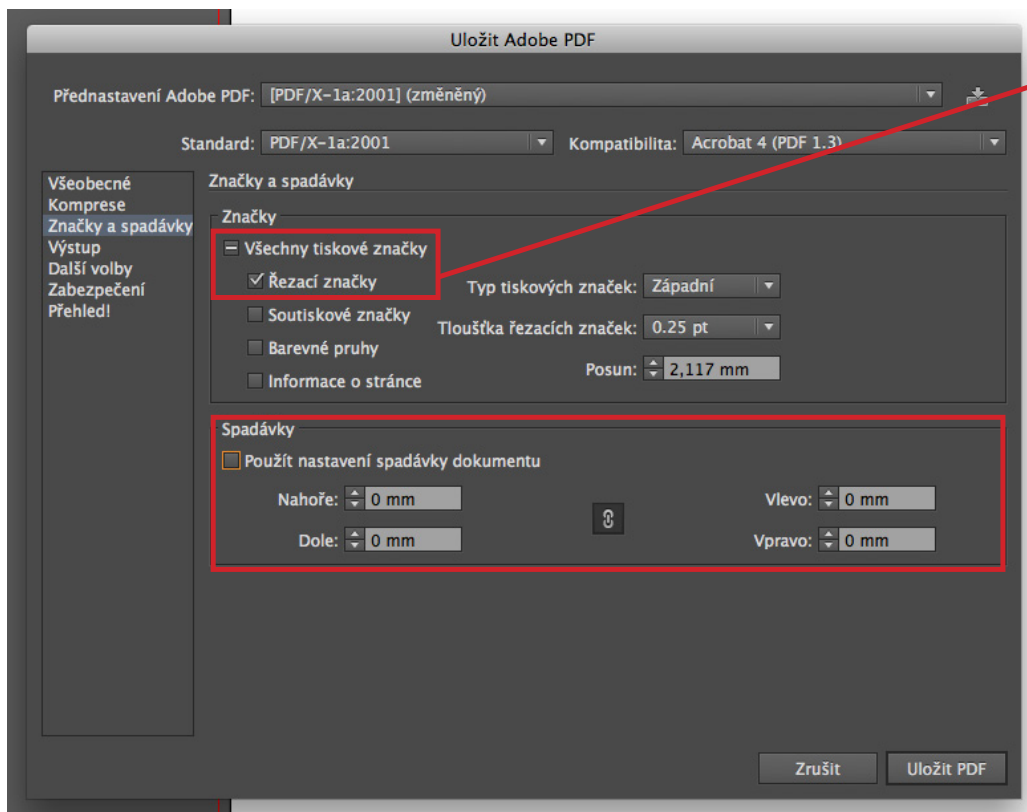 Uložit Adobe PDF
Přednastavení Adobe PDF: [PDF/X-1a:2001] (změněný)
Standard: PDF/X-1a:2001 Kompatibilita: Acrobat 4 (PDF 1.3)
Všeobecné
Komprese
Značky a spadávky
Výstup
Další volby
Zabezpečení
Přehled!
Značky a spadávky
Značky
Všechny tiskové značky
Řezací značky
Soutiskové značky
Barevné pruhy
Informace o stránce
Typ tiskových značek: Západní
Tloušťka řezacích značek: 0.25 pt
Posun: 2,117 mm
Spadávky
Použít nastavení spadávky dokumentu
Nahoře: 0 mm Vlevo: 0 mm
Dole: 0 mm Vpravo: 0 mm
Zrušit Uložit PDF